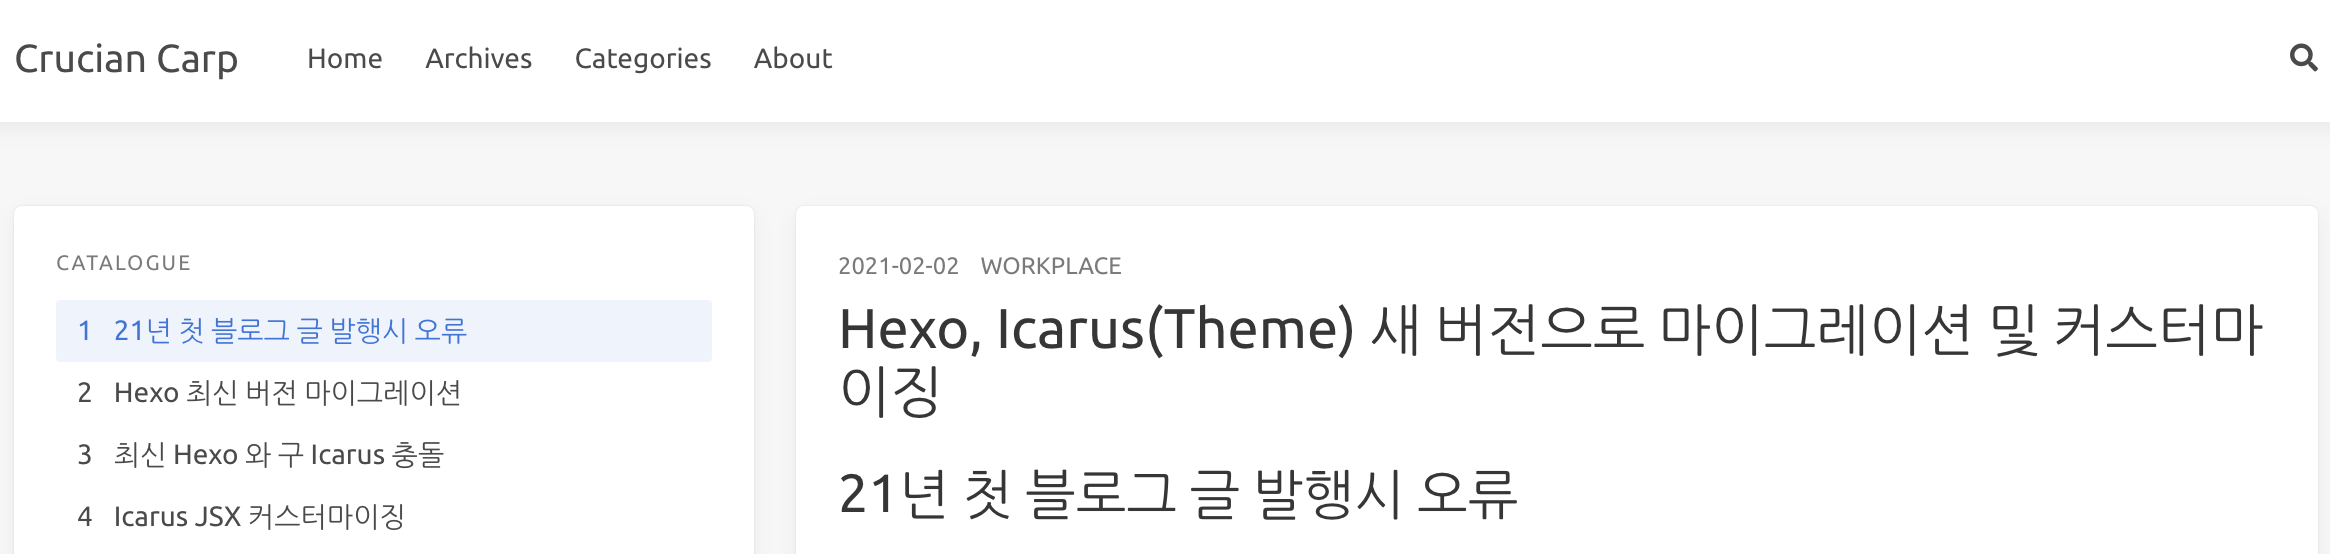 Crucian Carp Home Archives Categories About
CATALOGUE
1 21년 첫 블로그 글 발행시 오류
2 Hexo 최신 버전 마이그레이션
3 최신 Hexo 와 구 Icarus 충돌
4 Icarus JSX 커스터마이징
2021-02-02 WORKPLACE
Hexo, Icarus(Theme) 새 버전으로 마이그레이션 및 커스터마
이징
21년 첫 블로그 글 발행시 오류